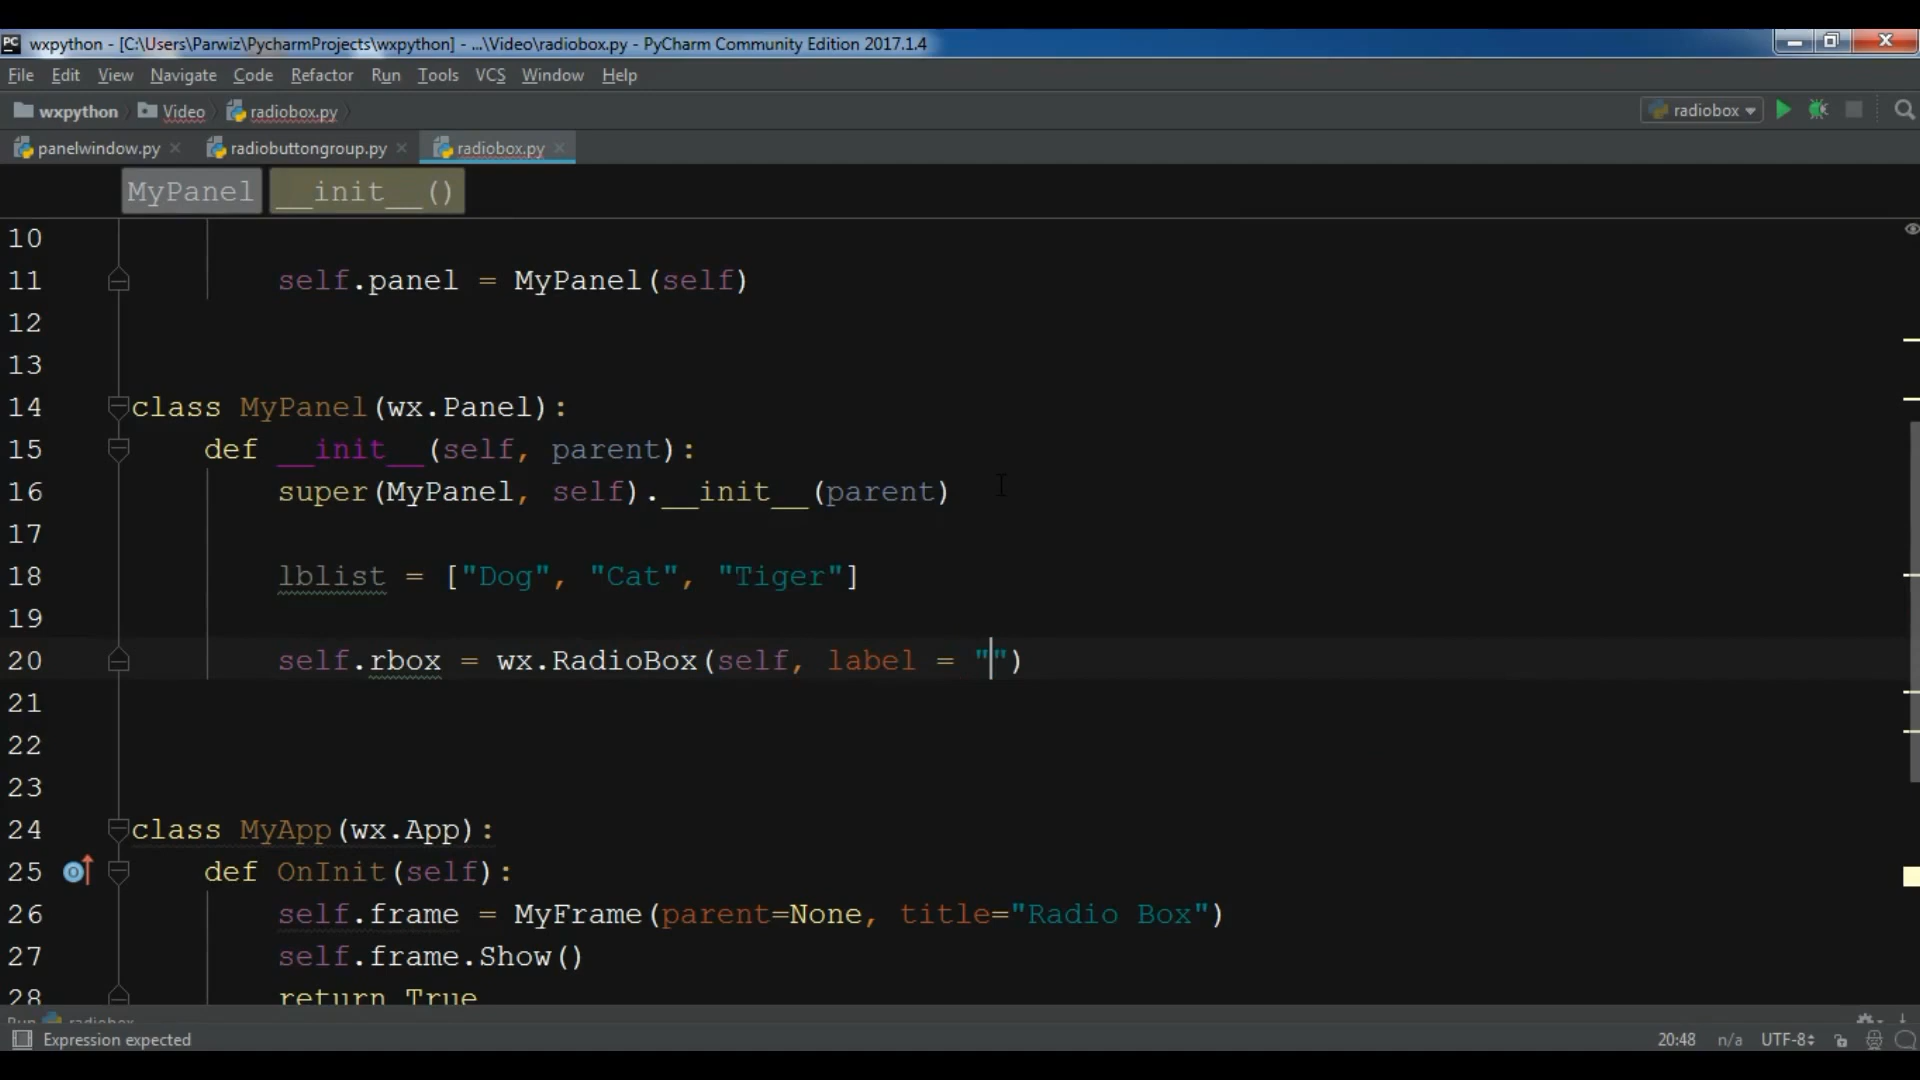 PC wxpython - [C:\Users\Parwiz\PycharmProjects\wxpython] - ...\Video\radiobox.py - PyCharm Community Edition 2017.1.4
File Edit View Navigate Code Refactor Run Tools VCS Window Help
wxpython Video radiobox.py radiobox
panelwindow.py radiobuttongroup.py radiobox.py
MyPanel __init__()
10
11 self.panel = MyPanel(self)
12
13
14 class MyPanel(wx.Panel):
15 def __init__(self, parent):
16 super(MyPanel, self).__init__(parent)
17
18 lblist = ["Dog", "Cat", "Tiger"]
19
20 self.rbox = wx.RadioBox(self, label = "")
21
22
23
24 class MyApp(wx.App):
25 def OnInit(self):
26 self.frame = MyFrame(parent=None, title="Radio Box")
27 self.frame.Show()
28 return True
Run radiobox
Expression expected 20:48 n/a UTF-8